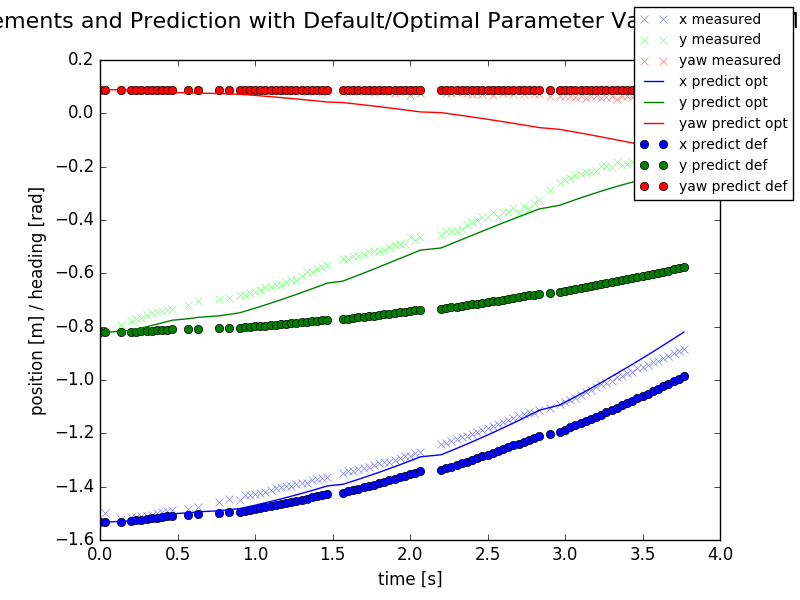 ements and Prediction with Default/Optimal Parameter Va
x measured
y measured
yaw measured
x predict opt
y predict opt
yaw predict opt
x predict def
y predict def
yaw predict def
0.2
0.0
−0.2
−0.4
−0.6
−0.8
−1.0
−1.2
−1.4
−1.6
position [m] / heading [rad]
0.0 0.5 1.0 1.5 2.0 2.5 3.0 3.5 4.0
time [s]